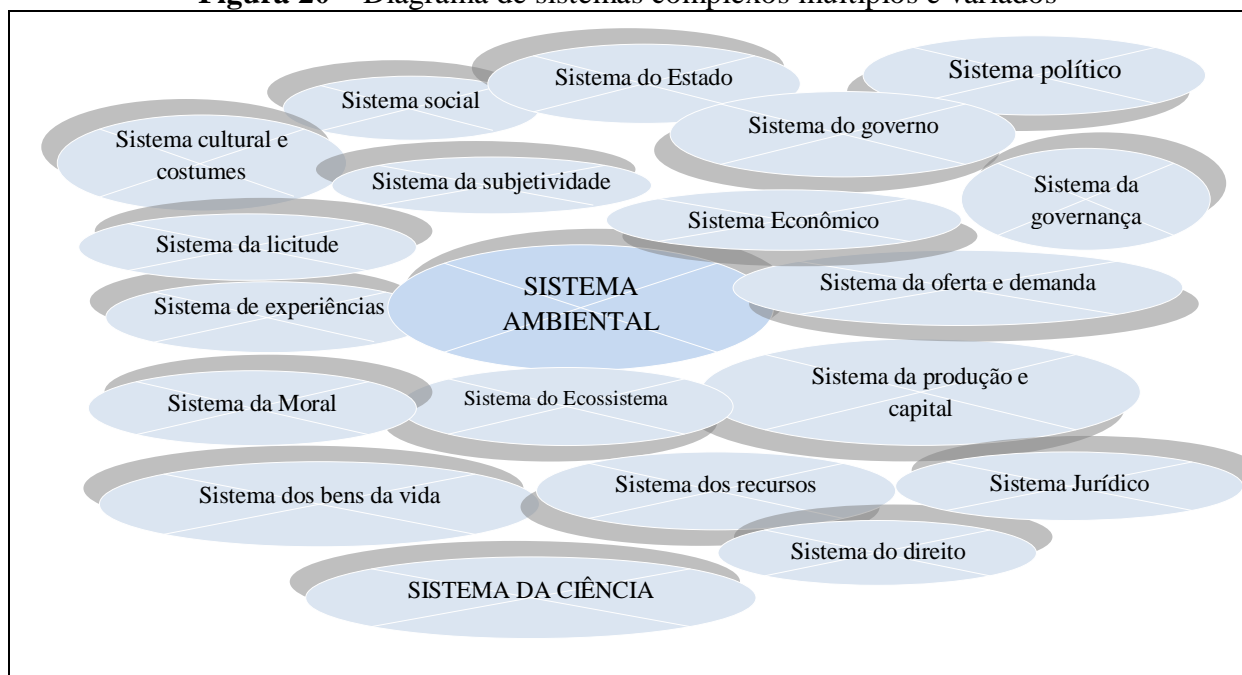 Figura 20 – Diagrama de sistemas complexos múltiplos e variados
Sistema do Estado
Sistema político
Sistema social
Sistema do governo
Sistema cultural e
costumes
Sistema da subjetividade
Sistema da
governança
Sistema Econômico
Sistema da licitude
Sistema da oferta e demanda
SISTEMA
AMBIENTAL
Sistema de experiências
Sistema da produção e
capital
Sistema da Moral
Sistema do Ecossistema
Sistema dos bens da vida
Sistema dos recursos
Sistema Jurídico
Sistema do direito
SISTEMA DA CIÊNCIA